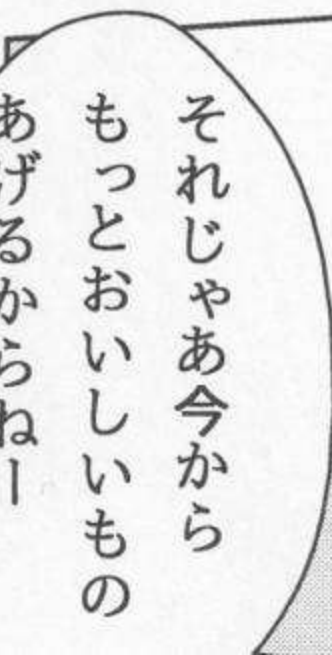 それじゃあ今から
もっとおいしいもの
あげるからねー